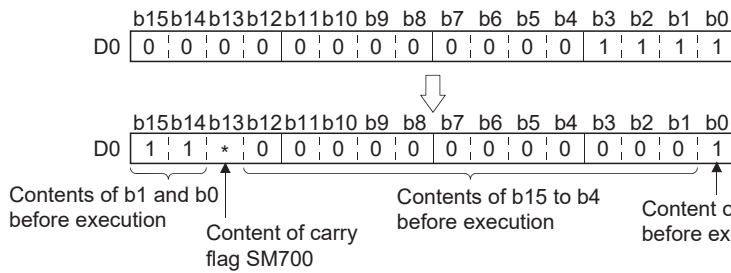 b15 b14 b13 b12 b11 b10 b9 b8 b7 b6 b5 b4 b3 b2 b1 b0
D0 0 0 0 0 0 0 0 0 0 0 0 0 1 1 1 1
b15 b14 b13 b12 b11 b10 b9 b8 b7 b6 b5 b4 b3 b2 b1 b0
D0 1 1 * 0 0 0 0 0 0 0 0 0 0 0 0 1
Contents of b1 and b0
before execution
Content of carry
flag SM700
Contents of b15 to b4
before execution
Content
before